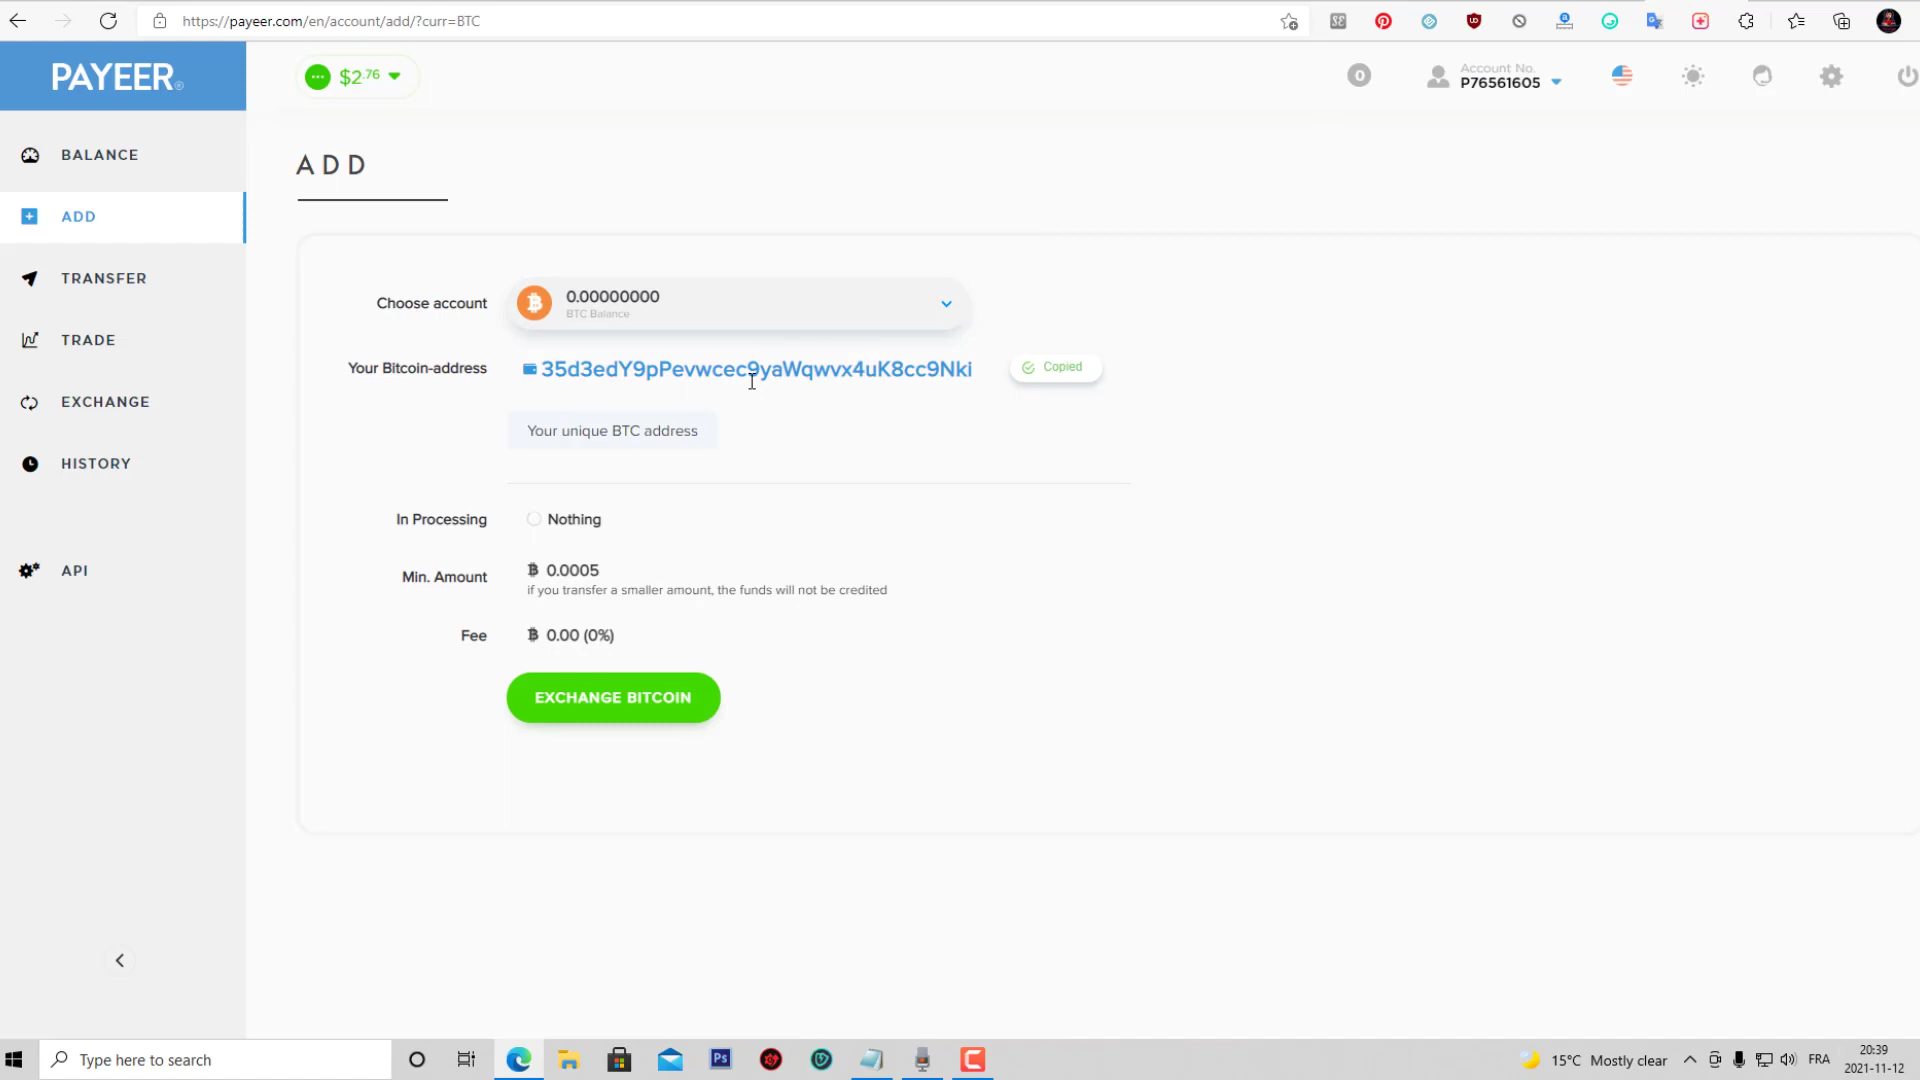 https://payeer.com/en/account/add/?curr=BTC
PAYEER®
$2.76
0
Account No.
P76561605
BALANCE
ADD
TRANSFER
TRADE
EXCHANGE
HISTORY
API
ADD
Choose account
0.00000000
BTC Balance
Your Bitcoin-address
35d3edY9pPevwcec9yaWqwvx4uK8cc9Nki
Copied
Your unique BTC address
In Processing
Nothing
Min. Amount
0.0005
if you transfer a smaller amount, the funds will not be credited
Fee
0.00 (0%)
EXCHANGE BITCOIN
Type here to search
Ps
15°C Mostly clear
FRA
20:39
2021-11-12